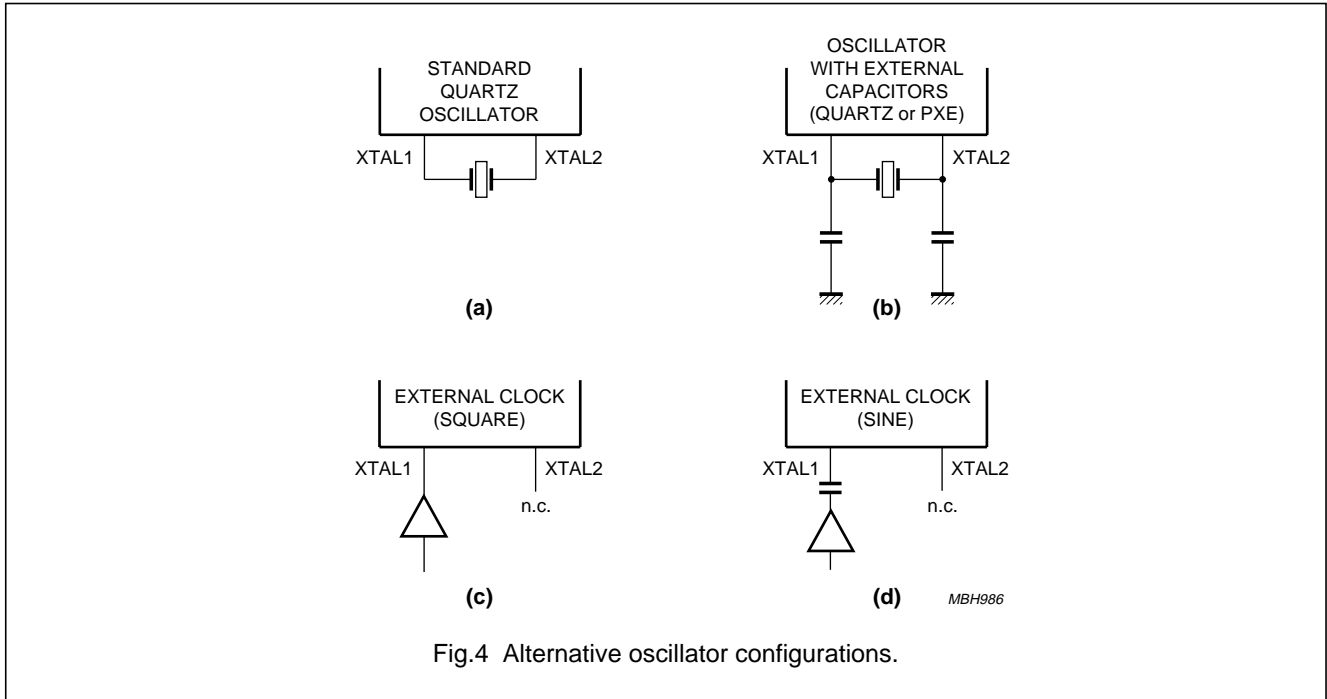 STANDARD
QUARTZ
OSCILLATOR
XTAL1
XTAL2
(a)
OSCILLATOR
WITH EXTERNAL
CAPACITORS
(QUARTZ or PXE)
XTAL1
XTAL2
(b)
EXTERNAL CLOCK
(SQUARE)
XTAL1
XTAL2
n.c.
(c)
EXTERNAL CLOCK
(SINE)
XTAL1
XTAL2
n.c.
(d)
MBH986
Fig.4 Alternative oscillator configurations.